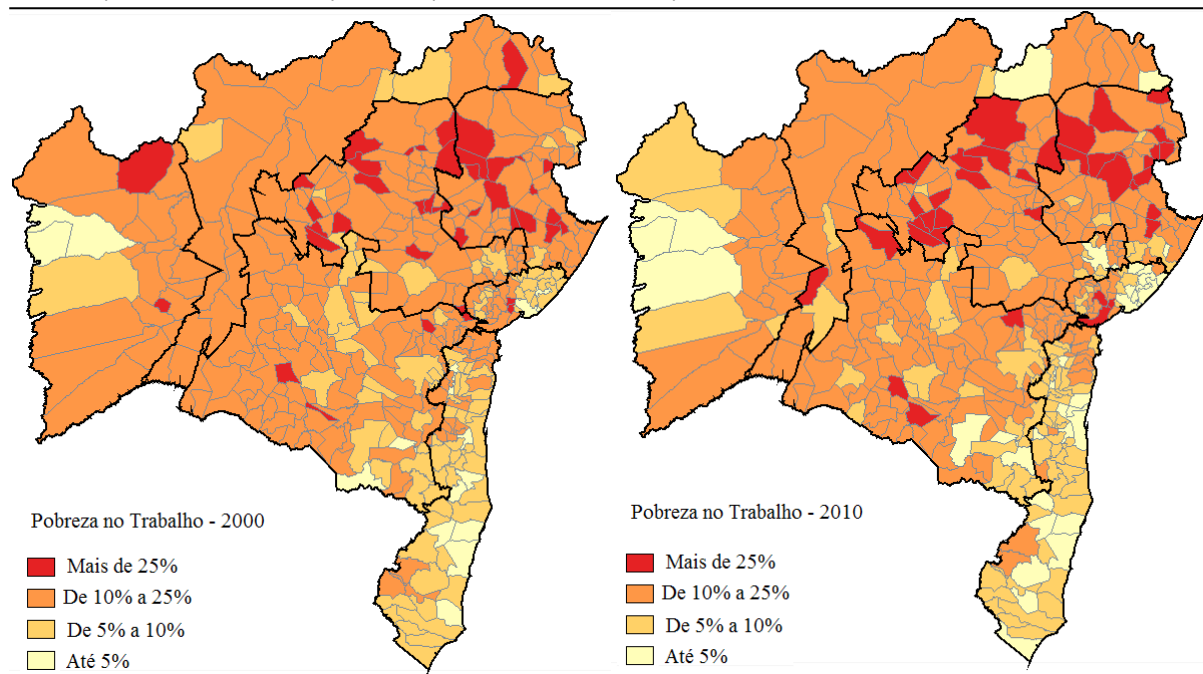 Pobreza no Trabalho - 2000
Mais de 25%
De 10% a 25%
De 5% a 10%
Até 5%
Pobreza no Trabalho - 2010
Mais de 25%
De 10% a 25%
De 5% a 10%
Até 5%